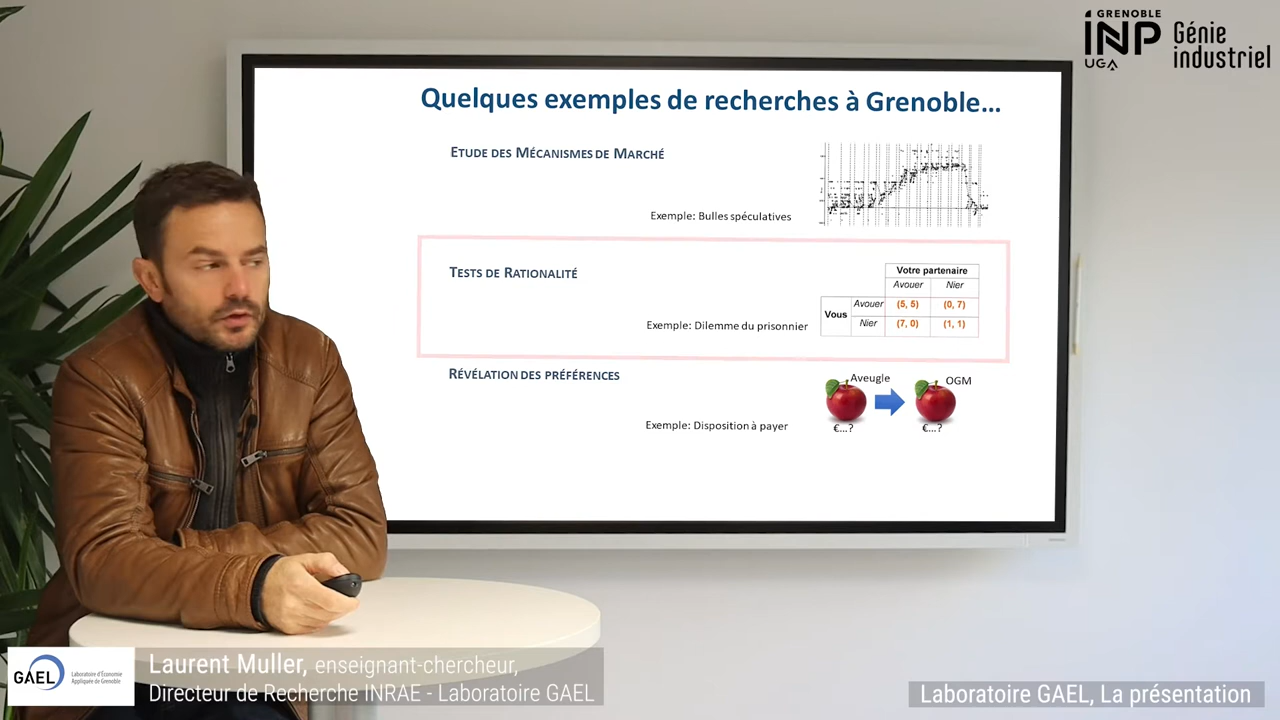 GRENOBLE
INP
UGA
Génie
industriel
Quelques exemples de recherches à Grenoble...
ETUDE DES MÉCANISMES DE MARCHÉ
Exemple: Bulles spéculatives
TESTS DE RATIONALITÉ
Exemple: Dilemme du prisonnier
Votre partenaire
Avouer Nier
Vous
Avouer (5, 5) (0, 7)
Nier (7, 0) (1, 1)
RÉVÉLATION DES PRÉFÉRENCES
Exemple: Disposition à payer
Aveugle
OGM
€...?
€...?
GAEL
Laboratoire d'Économie
Appliquée de Grenoble
Laurent Muller, enseignant-chercheur,
Directeur de Recherche INRAE - Laboratoire GAEL
Laboratoire GAEL, La présentation